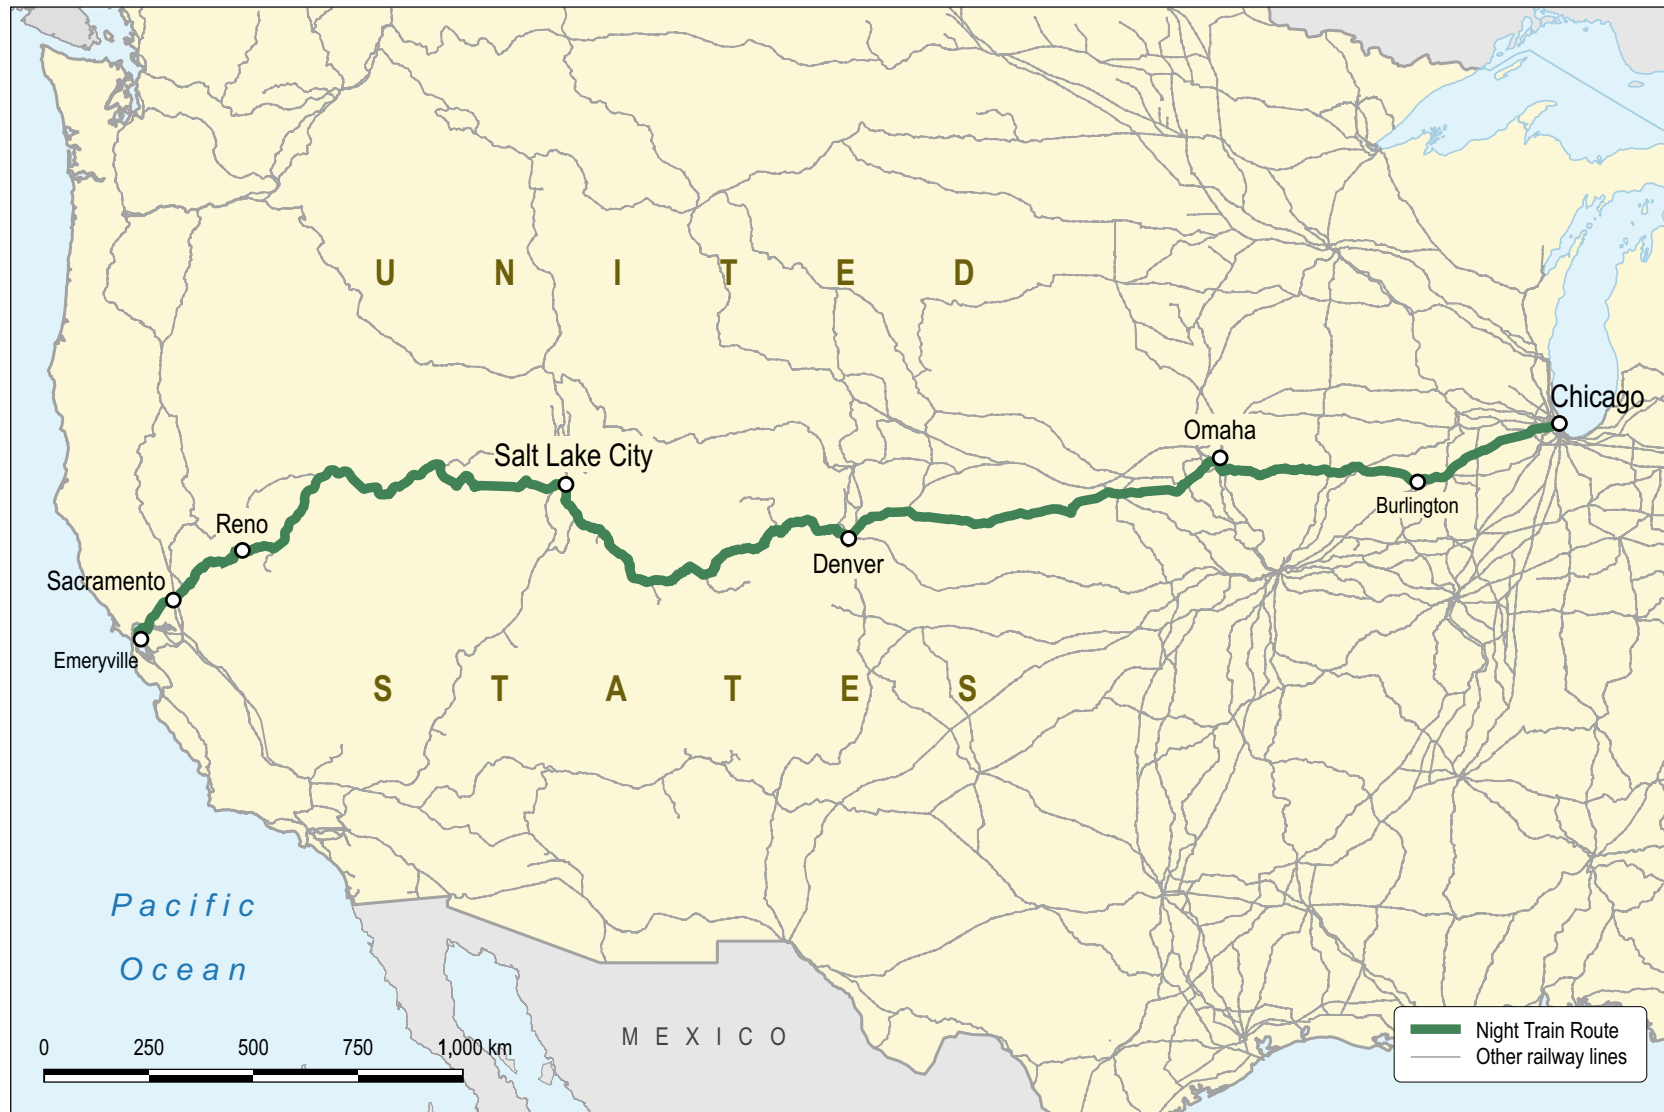 U N I T E D
Chicago
Omaha
Salt Lake City
Burlington
Reno
Denver
Sacramento
Emeryville
S T A T E S
Pacific
Ocean
MEXICO
0 250 500 750 1,000 km
Night Train Route
Other railway lines